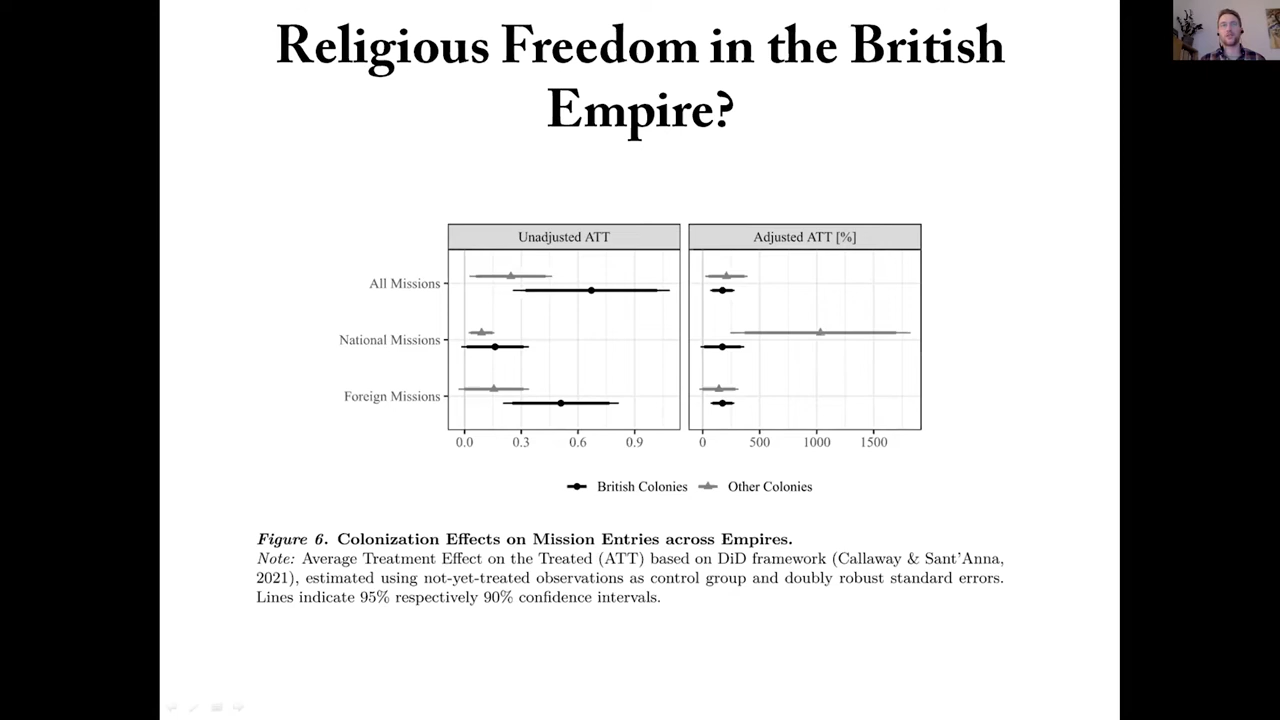 Religious Freedom in the British
Empire?
Unadjusted ATT
Adjusted ATT [%]
All Missions
National Missions
Foreign Missions
0.0 0.3 0.6 0.9
0 500 1000 1500
British Colonies Other Colonies
Figure 6. Colonization Effects on Mission Entries across Empires.
Note: Average Treatment Effect on the Treated (ATT) based on DiD framework (Callaway & Sant'Anna,
2021), estimated using not-yet-treated observations as control group and doubly robust standard errors.
Lines indicate 95% respectively 90% confidence intervals.